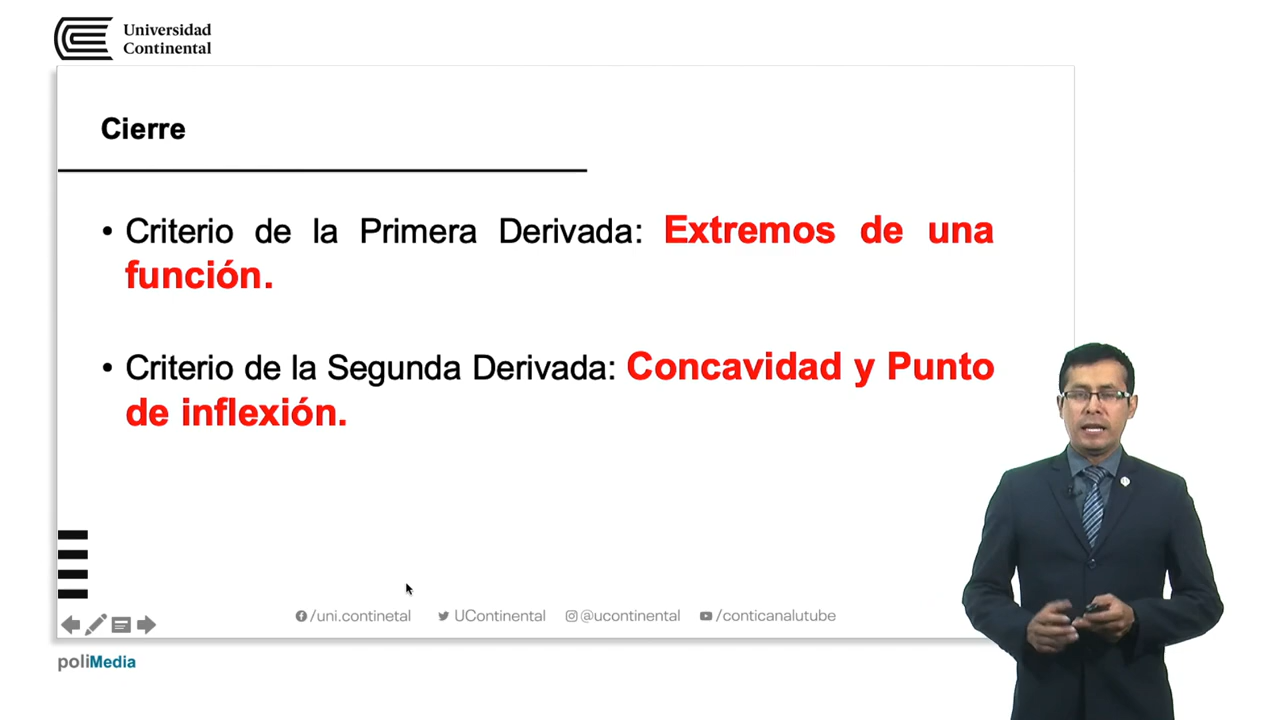 Universidad
Continental
Cierre
• Criterio de la Primera Derivada: Extremos de una
función.
• Criterio de la Segunda Derivada: Concavidad y Punto
de inflexión.
/uni.continetal UContinental @ucontinental /conticanalutube
poliMedia